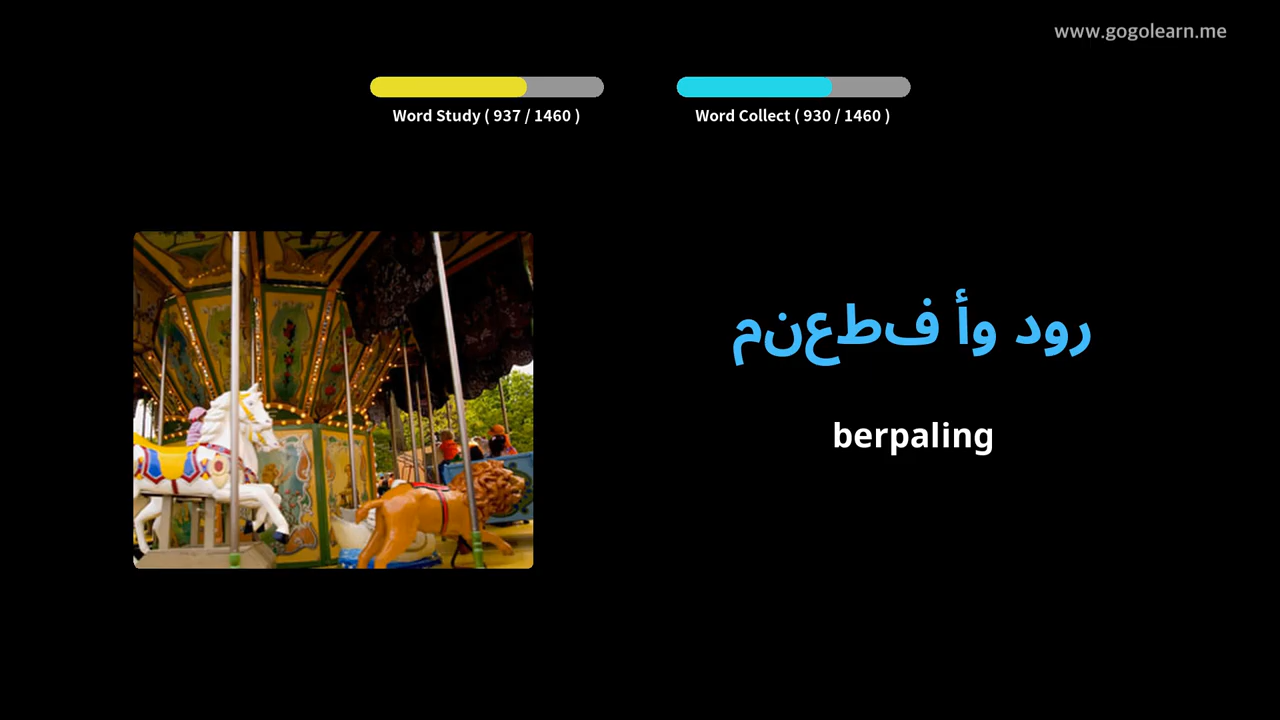 www.gogolearn.me
Word Study ( 937 / 1460 )
Word Collect ( 930 / 1460 )
منعطف أو دور
berpaling